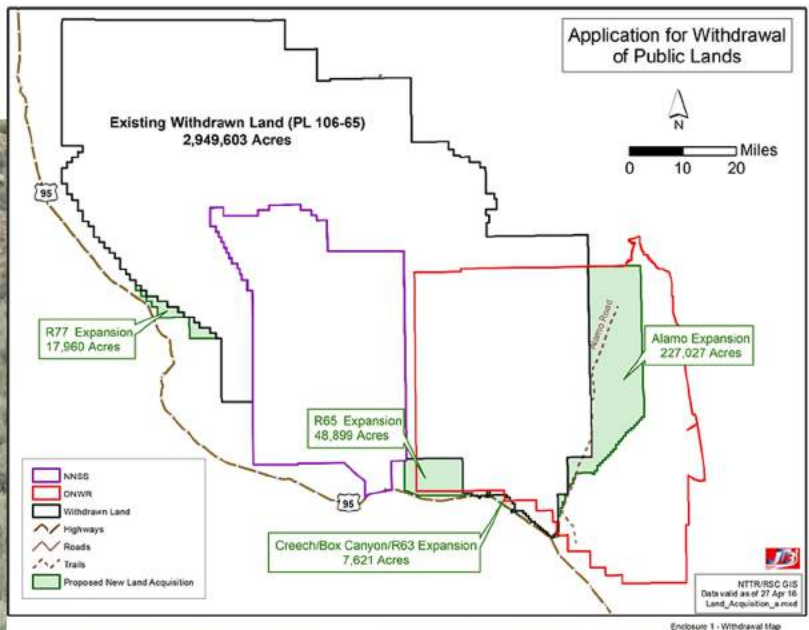 Application for Withdrawal
of Public Lands
N
Miles
0 10 20
Existing Withdrawn Land (PL 106-65)
2,949,603 Acres
95
R77 Expansion
17,960 Acres
Alamo Road
Alamo Expansion
227,027 Acres
R65 Expansion
48,899 Acres
95
Creech/Box Canyon/R63 Expansion
7,621 Acres
NNSS
DNWR
Withdrawn Land
Highways
Roads
Trails
Proposed New Land Acquisition
NTTR/RSC GIS
Data valid as of 27 Apr 16
Land_Acquisition_a.mxd
Enclosure 1 - Withdrawal Map